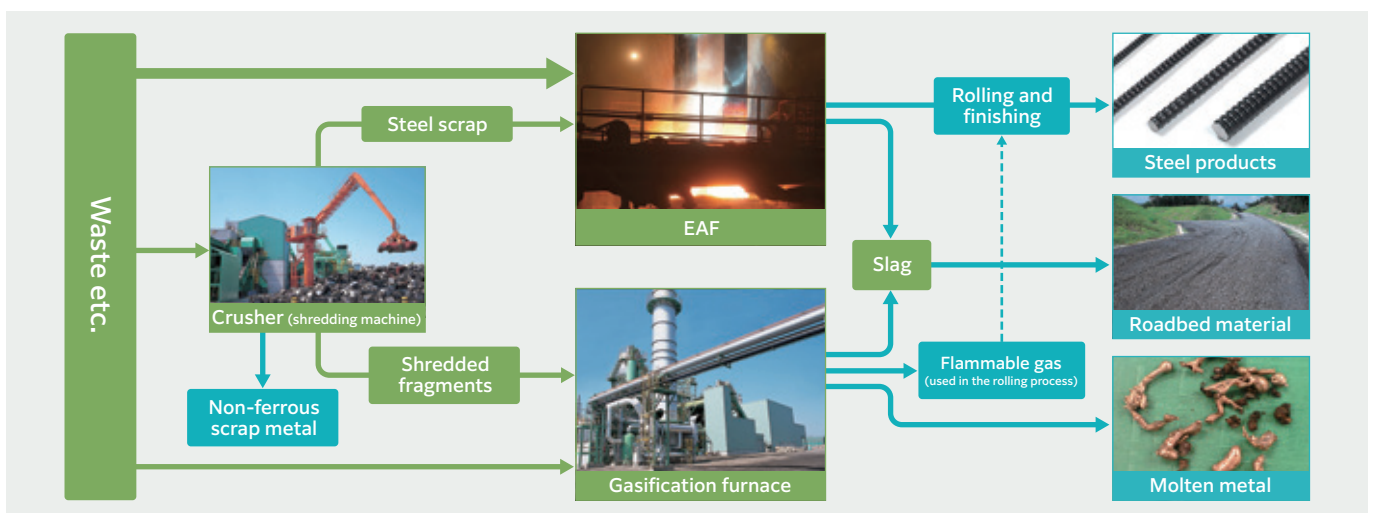 Waste etc.
Steel scrap
Crusher (shredding machine)
Non-ferrous
scrap metal
Shredded
fragments
EAF
Gasification furnace
Slag
Rolling and
finishing
Flammable gas
(used in the rolling process)
Steel products
Roadbed material
Molten metal